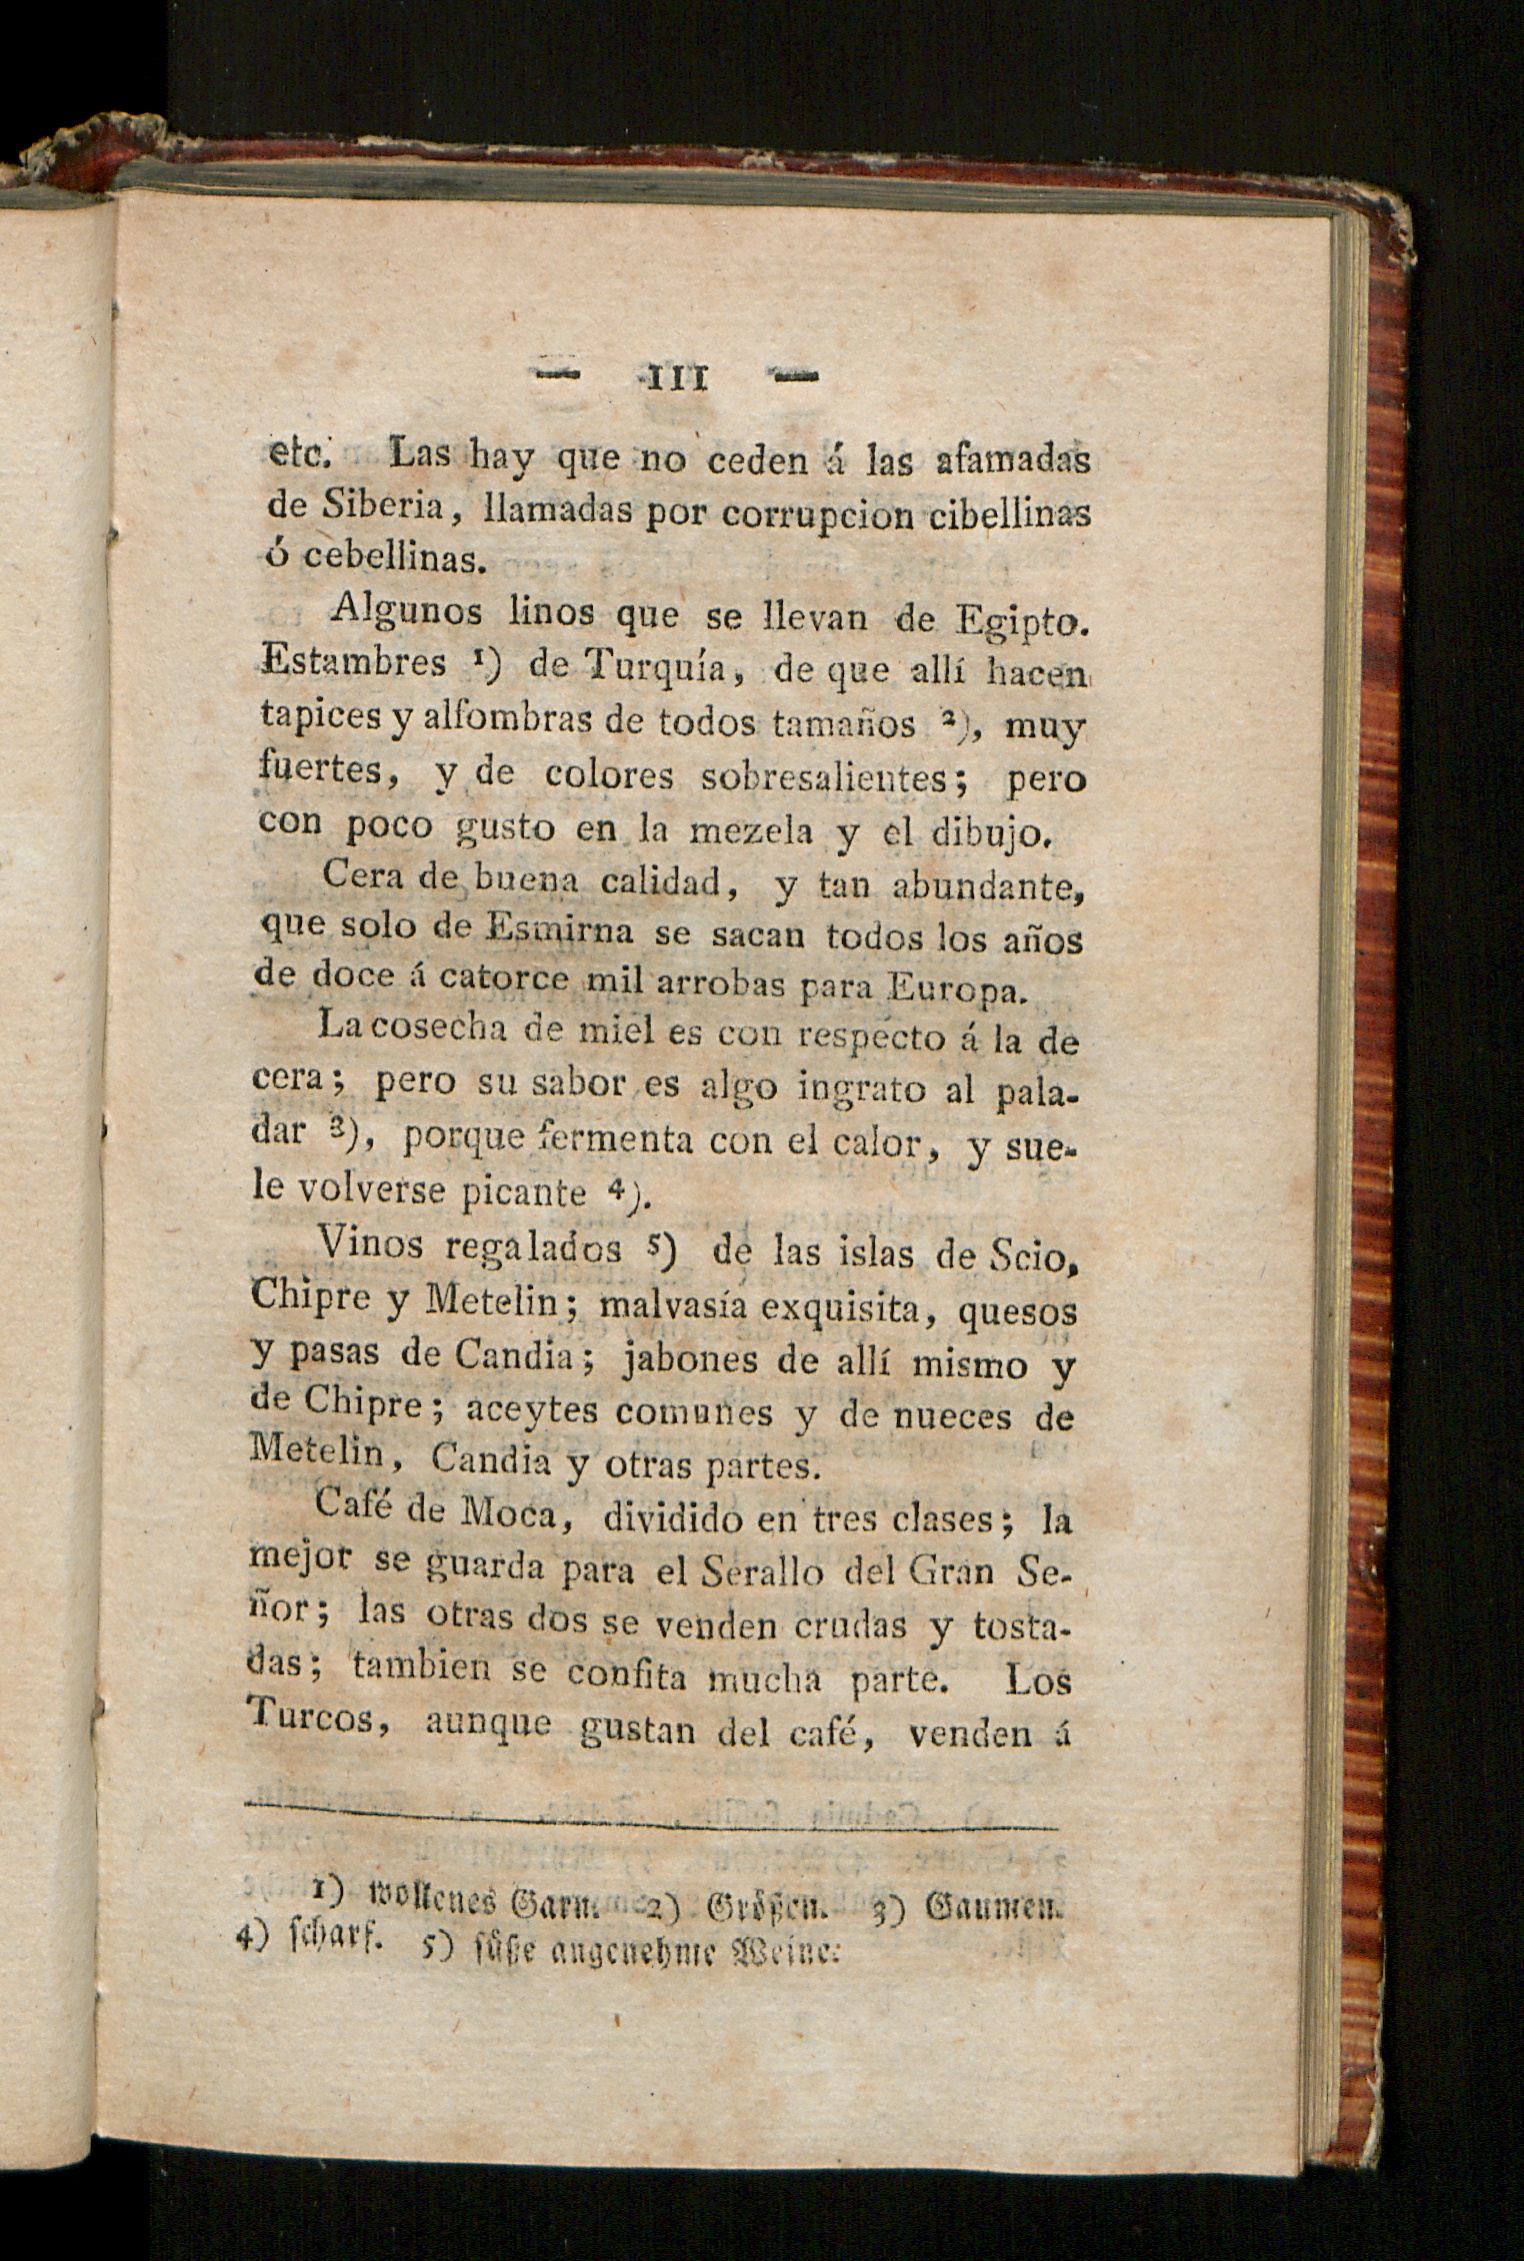 — 111 —
etc. Las hay que no ceden á las afamadas
de Siberia, llamadas por corrupcion cibellinas
ó cebellinas.
Algunos linos que se llevan de Egipto.
Estambres 1) de Turquía, de que allí hacen
tapices y alfombras de todos tamaños 2), muy
fuertes, y de colores sobresalientes; pero
con poco gusto en la mezela y el dibujo.
Cera de buena calidad, y tan abundante,
que solo de Esmirna se sacan todos los años
de doce á catorce mil arrobas para Europa.
La cosecha de miel es con respecto á la de
cera; pero su sabor es algo ingrato al pala-
dar 3), porque fermenta con el calor, y sue-
le volverse picante 4).
Vinos regalados 5) de las islas de Scio,
Chipre y Metelin; malvasía exquisita, quesos
y pasas de Candia; jabones de allí mismo y
de Chipre; aceytes comunes y de nueces de
Metelin, Candia y otras partes.
Café de Moca, dividido en tres clases; la
mejor se guarda para el Serallo del Gran Se-
ñor; las otras dos se venden crudas y tosta-
das; tambien se confita mucha parte. Los
Turcos, aunque gustan del café, venden á
1) wollenes Garn. 2) Größen. 3) Gaumen.
4) scharf. 5) süße angenehme Weine.